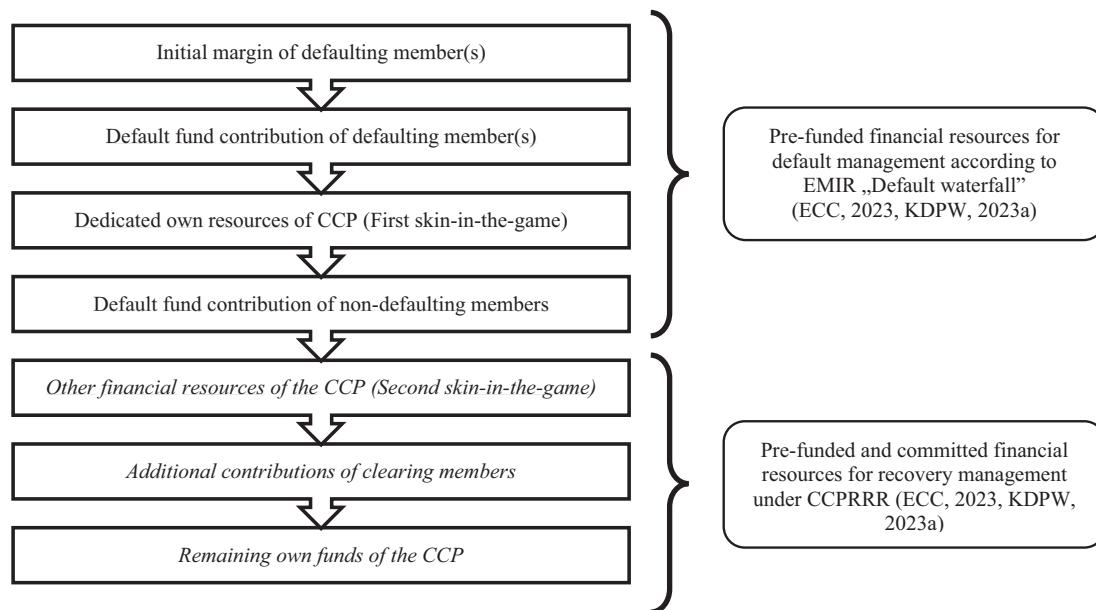 Initial margin of defaulting member(s)
Default fund contribution of defaulting member(s)
Dedicated own resources of CCP (First skin-in-the-game)
Default fund contribution of non-defaulting members
Other financial resources of the CCP (Second skin-in-the-game)
Additional contributions of clearing members
Remaining own funds of the CCP
Pre-funded financial resources for
default management according to
EMIR „Default waterfall”
(ECC, 2023, KDPW, 2023a)
Pre-funded and committed financial
resources for recovery management
under CCPRRR (ECC, 2023, KDPW,
2023a)